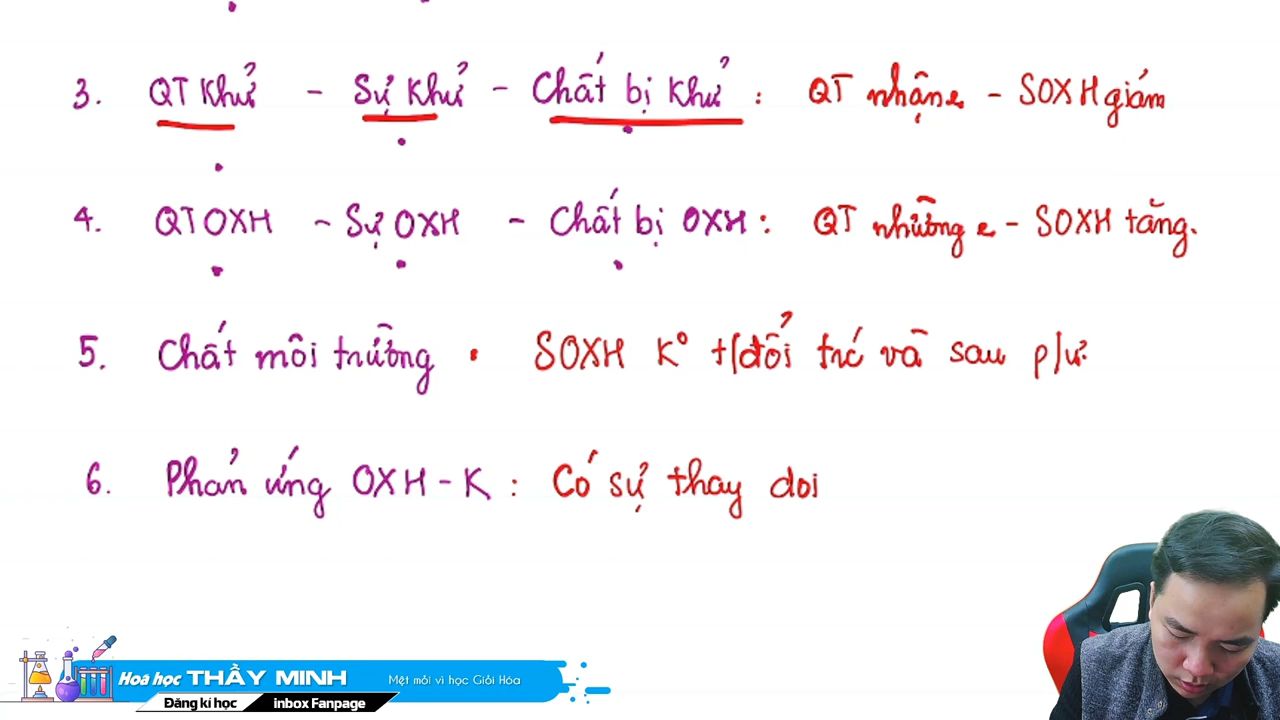 3. QT Khử - Sự khử - Chất bị khử : QT nhận e - SOXH giảm
4. QT OXH - Sự OXH - Chất bị OXH : QT nhường e - SOXH tăng.
5. Chất môi trường . SOXH K° t/đổi trc và sau p/ư
6. Phản ứng OXH - K : Có sự thay doi
Hoá học THẦY MINH
Mệt mỏi vì học Giỏi Hóa
Đăng kí học inbox Fanpage